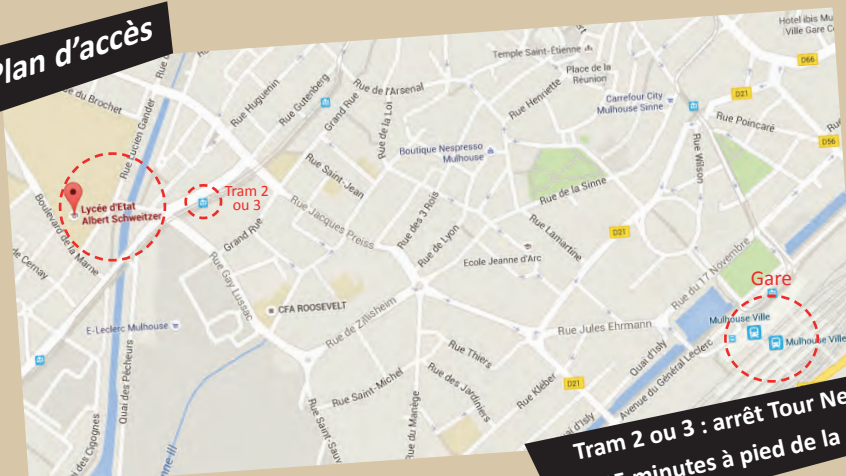 Plan d'accès
Hotel ibis
Ville Gare
Temple Saint-Étienne
Place de la
Réunion
D66
D21
Carrefour City
Mulhouse Sinne
Rue Poincaré
D56
Rue Wilson
Rue Henriette
Rue de l'Arsenal
Rue de la Loi
Grand Rue
Rue Gutenberg
Rue Huguenin
Rue du Brochet
Rue Lucien Gander
Boutique Nespresso
Mulhouse
Rue Saint-Jean
Tram 2
ou 3
Lycée d'Etat
Albert Schweitzer
Boulevard de la Marne
de Cernay
Rue Jacques Preiss
Rue des 3 Rois
Rue de Lyon
Rue de la Sinne
Rue Lamartine
Ecole Jeanne d'Arc
D21
Rue du 17 Novembre
Gare
Grand Rue
Rue Gay Lussac
CFA ROOSEVELT
Rue de Zillisheim
Rue Jules Ehrmann
Mulhouse Ville
Mulhouse Ville
E-Leclerc Mulhouse
Quai des Pêcheurs
Quai d'Isly
Avenue du Général Leclerc
Rue Thiers
Rue Saint-Michel
Rue des Jardiniers
Rue Kléber
D21
d'Isly
Rue du Manège
Rue Saint-Sauv
des Cigognes
Tram 2 ou 3 : arrêt Tour Ne
5 minutes à pied de la